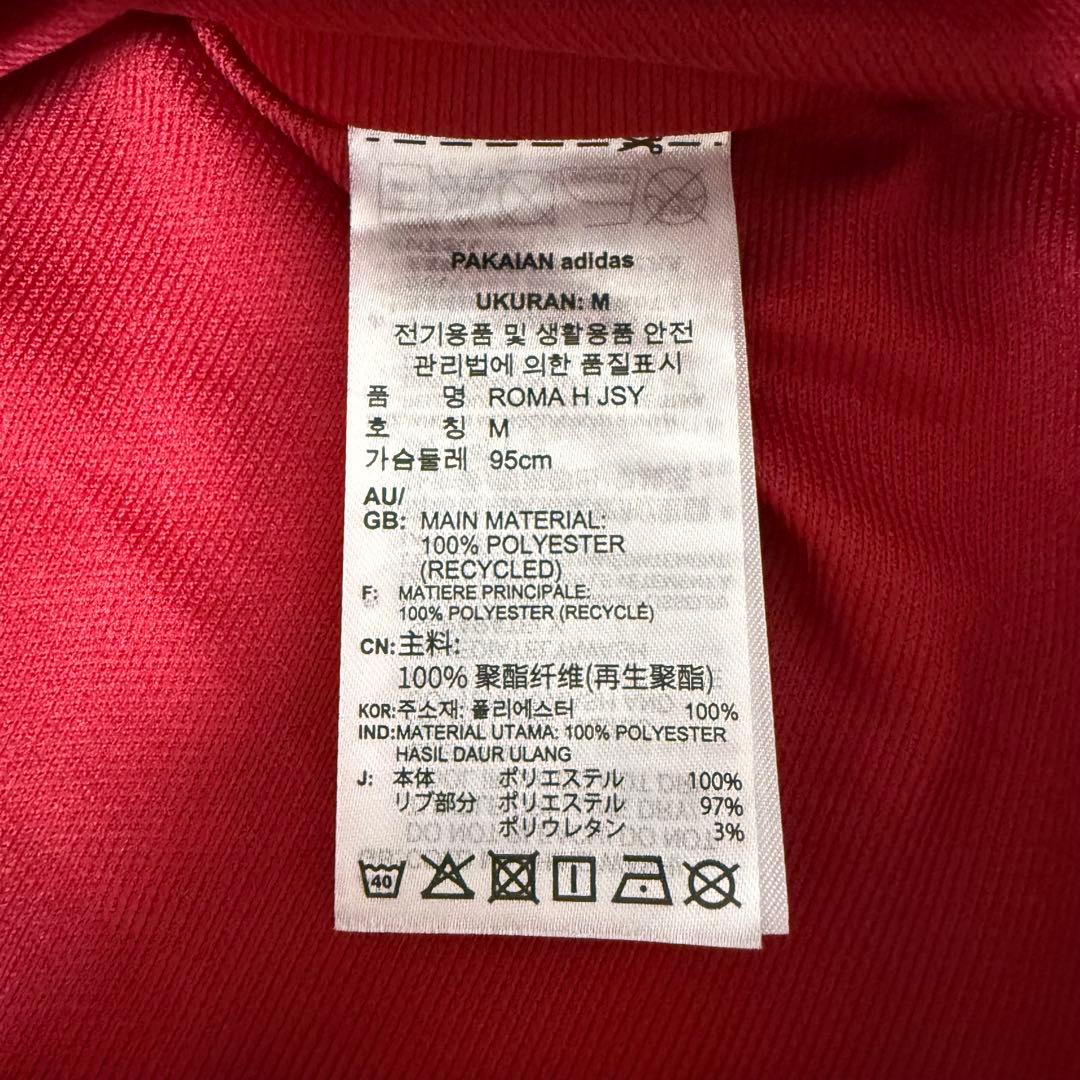 PAKAIAN adidas
UKURAN: M
전기용품 및 생활용품 안전
관리법에 의한 품질표시
품 명 ROMA H JSY
호 칭 M
가슴둘레 95cm
AU/
GB: MAIN MATERIAL:
100% POLYESTER
(RECYCLED)
F: MATIERE PRINCIPALE:
100% POLYESTER (RECYCLÉ)
CN:主料:
100% 聚酯纤维(再生聚酯)
KOR:주소재: 폴리에스터 100%
IND:MATERIAL UTAMA: 100% POLYESTER
HASIL DAUR ULANG
J: 本体 ポリエステル 100%
リブ部分 ポリエステル 97%
ポリウレタン 3%
40